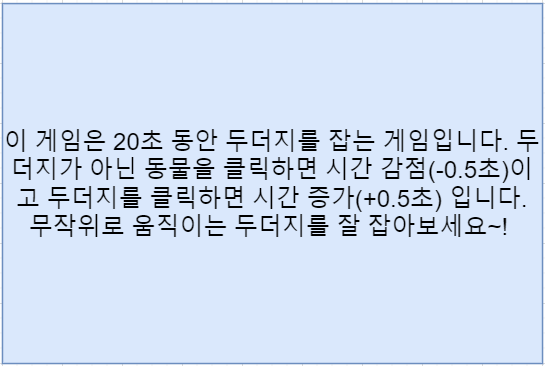 이 게임은 20초 동안 두더지를 잡는 게임입니다. 두
더지가 아닌 동물을 클릭하면 시간 감점(-0.5초)이
고 두더지를 클릭하면 시간 증가(+0.5초) 입니다.
무작위로 움직이는 두더지를 잘 잡아보세요~!